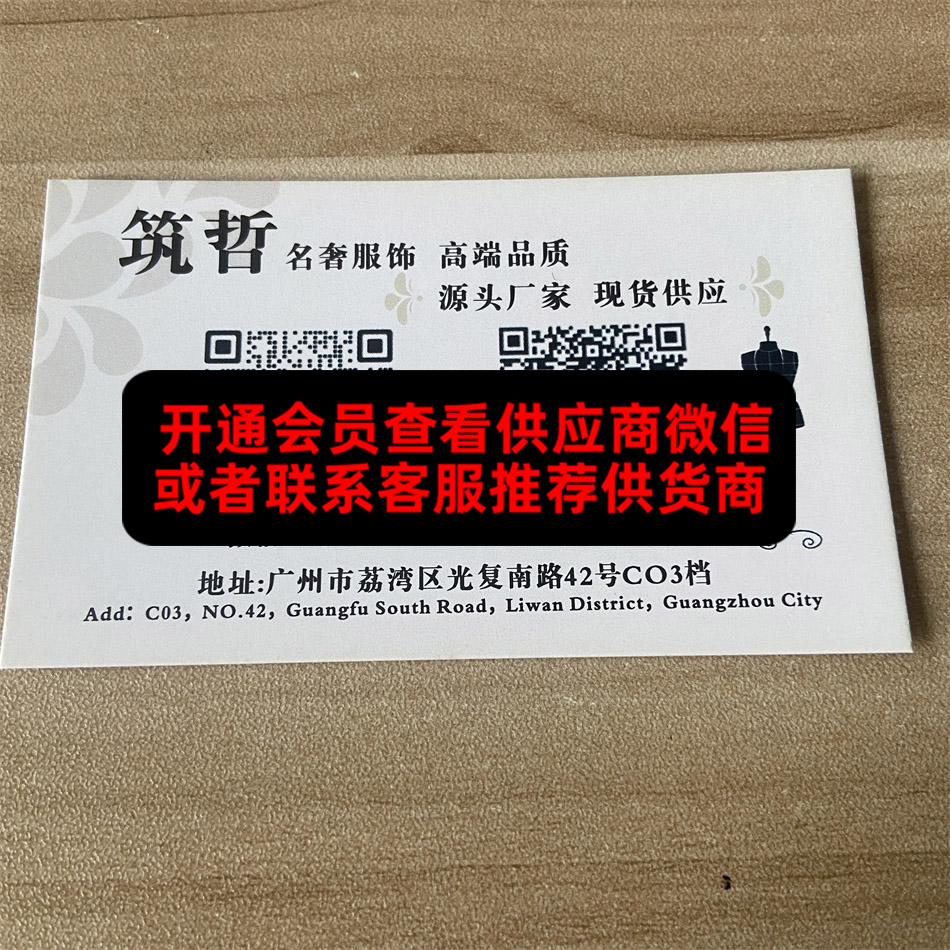 筑哲 名奢服饰 高端品质
源头厂家 现货供应
开通会员查看供应商微信
或者联系客服推荐供货商
地址:广州市荔湾区光复南路42号CO3档
Add: C03, NO.42, Guangfu South Road, Liwan District, Guangzhou City